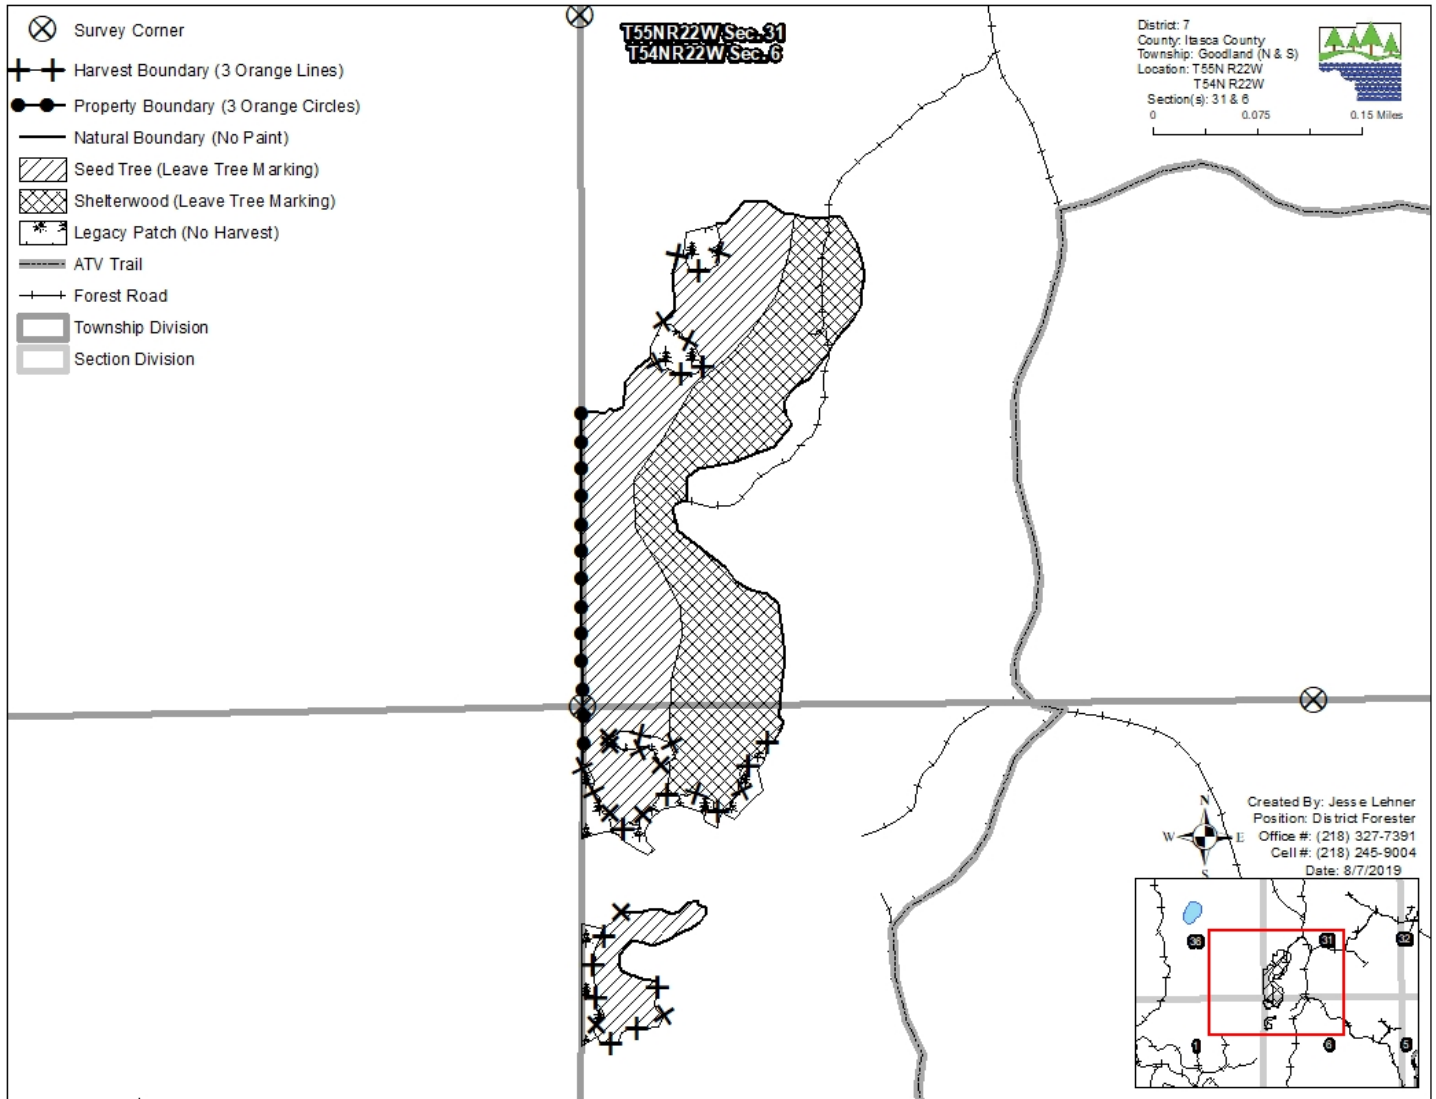 Survey Corner
Harvest Boundary (3 Orange Lines)
Property Boundary (3 Orange Circles)
Natural Boundary (No Paint)
Seed Tree (Leave Tree Marking)
Shelterwood (Leave Tree Marking)
Legacy Patch (No Harvest)
ATV Trail
Forest Road
Township Division
Section Division
T55NR22W Sec. 31
T54NR22W Sec. 6
District: 7
County: Itasca County
Township: Goodland (N & S)
Location: T55N R22W
T54N R22W
Section(s): 31 & 6
0 0.075 0.15 Miles
N
W E
S
Created By: Jesse Lehner
Position: District Forester
Office #: (218) 327-7391
Cell #: (218) 245-9004
Date: 8/7/2019
36 31 32
1 6 5